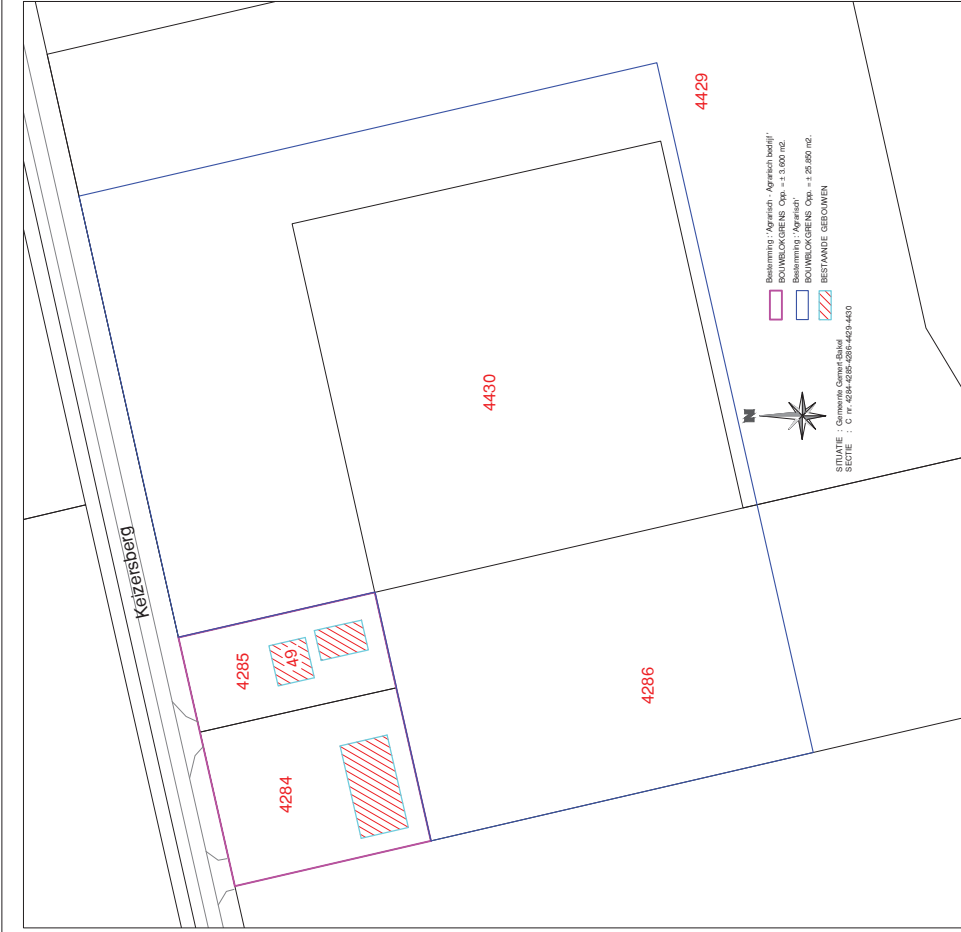 Keizersberg
4429
4430
4285
49
4284
4286
Bestemming : 'Agrarisch - Agrarisch bedrijf'
BOUWBLOKGRENS Opp. = ± 3.600 m2.
Bestemming : 'Agrarisch'
BOUWBLOKGRENS Opp. = ± 25.850 m2.
BESTAANDE GEBOUWEN
N
SITUATIE : Gemeente Gemert-Bakel
SECTIE : C nr. 4284-4285-4286-4429-4430